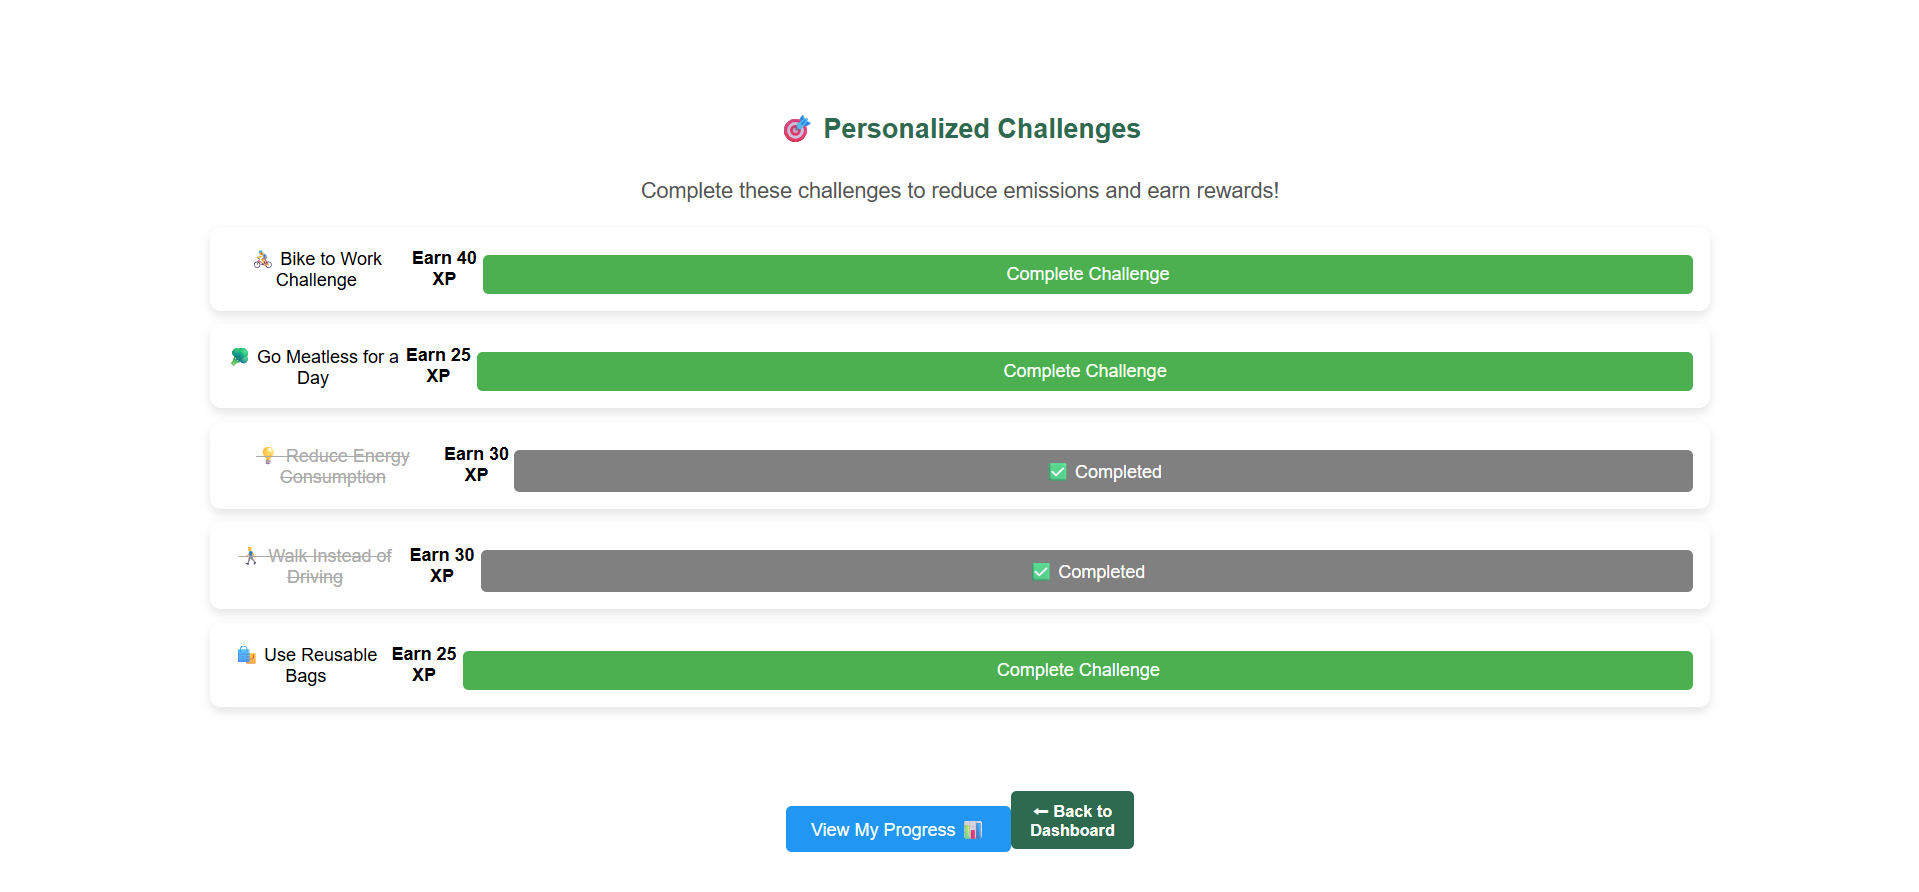 🎯 Personalized Challenges
Complete these challenges to reduce emissions and earn rewards!
🚴 Bike to Work
Challenge
Earn 40
XP
Complete Challenge
🥦 Go Meatless for a
Day
Earn 25
XP
Complete Challenge
💡 Reduce Energy
Consumption
Earn 30
XP
✅ Completed
🚶 Walk Instead of
Driving
Earn 30
XP
✅ Completed
🛍️ Use Reusable
Bags
Earn 25
XP
Complete Challenge
View My Progress 📊
← Back to
Dashboard